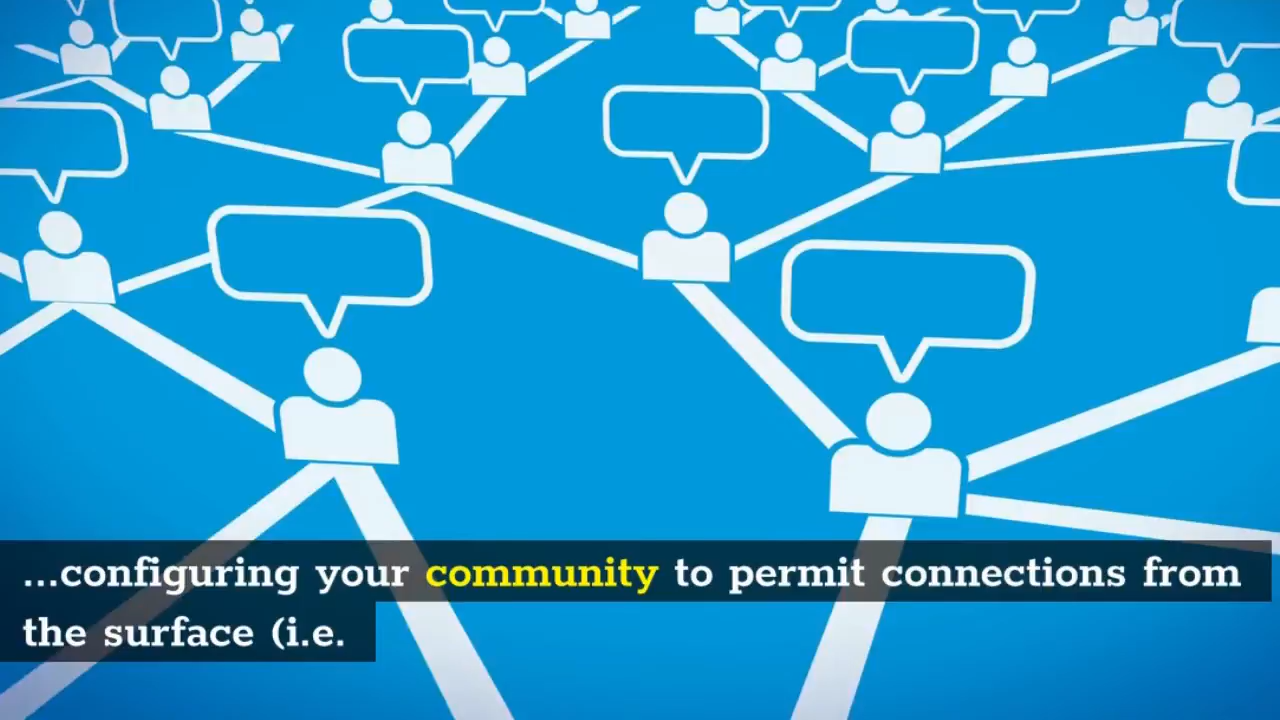 ...configuring your community to permit connections from
the surface (i.e.